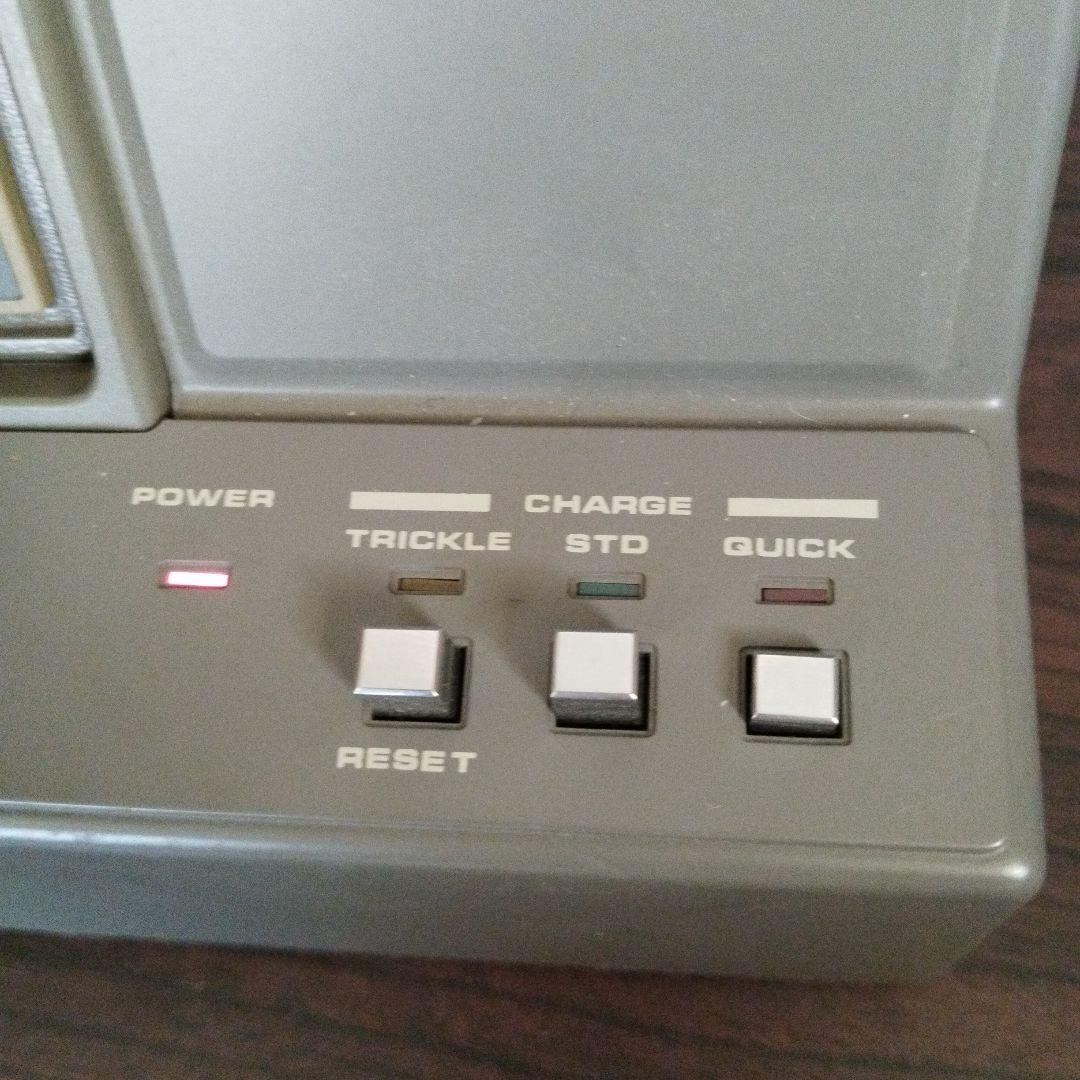 POWER
CHARGE
TRICKLE STD QUICK
RESET